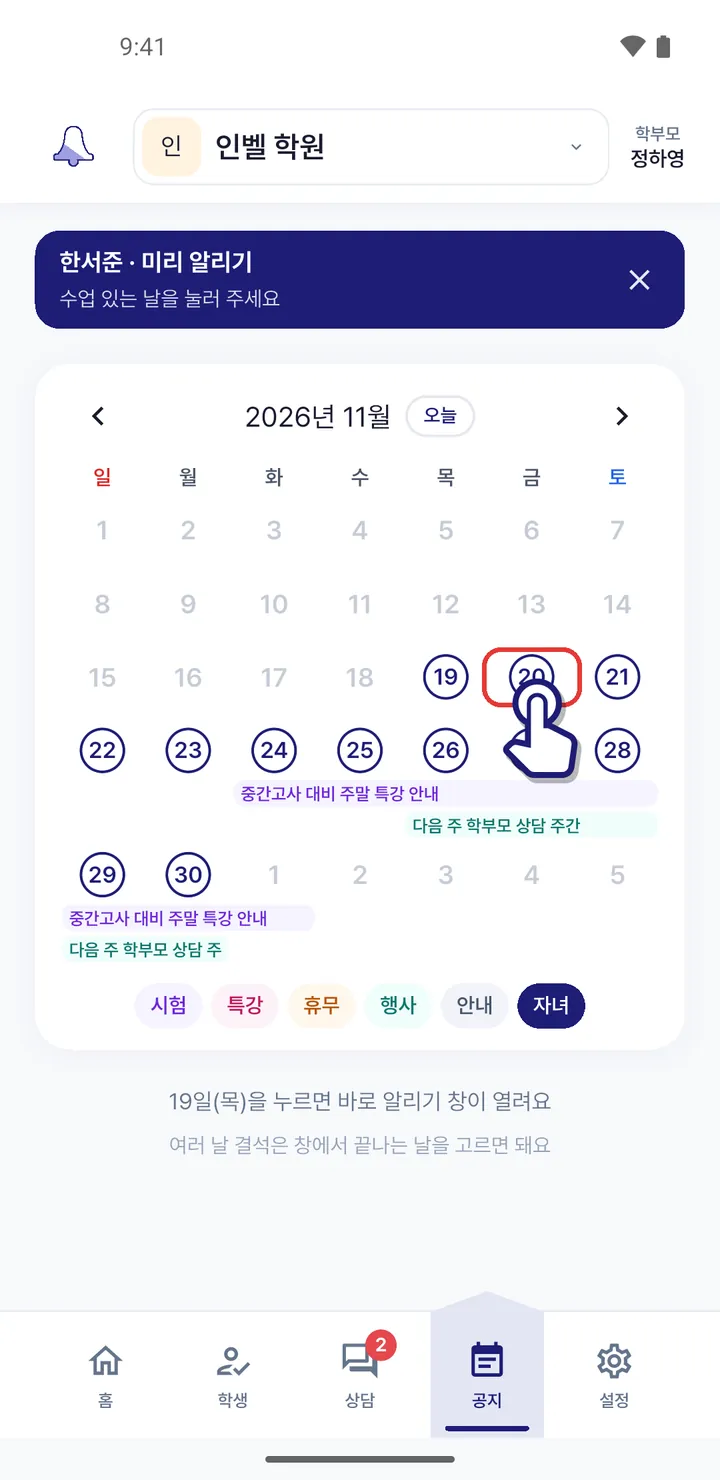 9:41
인 인벨 학원
학부모
정하영
한서준 · 미리 알리기
수업 있는 날을 눌러 주세요
2026년 11월 오늘
일 월 화 수 목 금 토
1 2 3 4 5 6 7
8 9 10 11 12 13 14
15 16 17 18 19 20 21
22 23 24 25 26 28
중간고사 대비 주말 특강 안내
다음 주 학부모 상담 주간
29 30 1 2 3 4 5
중간고사 대비 주말 특강 안내
다음 주 학부모 상담 주
시험 특강 휴무 행사 안내 자녀
19일(목)을 누르면 바로 알리기 창이 열려요
여러 날 결석은 창에서 끝나는 날을 고르면 돼요
2
홈 학생 상담 공지 설정